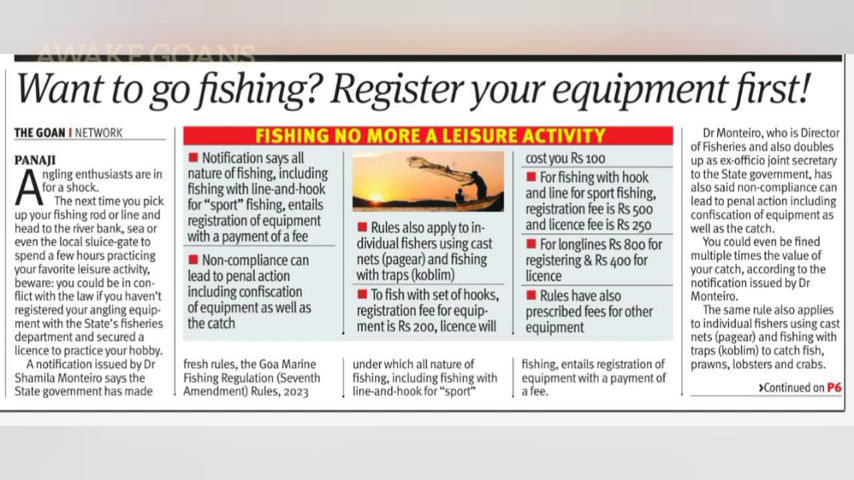 AWAKE GOANS
Want to go fishing? Register your equipment first!
THE GOAN I NETWORK
PANAJI
Angling enthusiasts are in
for a shock.
The next time you pick
up your fishing rod or line and
head to the river bank, sea or
even the local sluice-gate to
spend a few hours practicing
your favorite leisure activity,
beware: you could be in con-
flict with the law if you haven't
registered your angling equip-
ment with the State's fisheries
department and secured a
licence to practice your hobby.
A notification issued by Dr
Shamila Monteiro says the
State government has made
FISHING NO MORE A LEISURE ACTIVITY
■ Notification says all
nature of fishing, including
fishing with line-and-hook
for "sport" fishing, entails
registration of equipment
with a payment of a fee
■ Non-compliance can
lead to penal action
including confiscation
of equipment as well as
the catch
■ Rules also apply to in-
dividual fishers using cast
nets (pagear) and fishing
with traps (koblim)
■ To fish with set of hooks,
registration fee for equip-
ment is Rs 200, licence will
cost you Rs 100
■ For fishing with hook
and line for sport fishing,
registration fee is Rs 500
and licence fee is Rs 250
■ For longlines Rs 800 for
registering & Rs 400 for
licence
■ Rules have also
prescribed fees for other
equipment
fresh rules, the Goa Marine
Fishing Regulation (Seventh
Amendment) Rules, 2023
under which all nature of
fishing, including fishing with
line-and-hook for "sport"
fishing, entails registration of
equipment with a payment of
a fee.
Dr Monteiro, who is Director
of Fisheries and also doubles
up as ex-officio joint secretary
to the State government, has
also said non-compliance can
lead to penal action including
confiscation of equipment as
well as the catch.
You could even be fined
multiple times the value of
your catch, according to the
notification issued by Dr
Monteiro.
The same rule also applies
to individual fishers using cast
nets (pagear) and fishing with
traps (koblim) to catch fish,
prawns, lobsters and crabs.
>Continued on P6